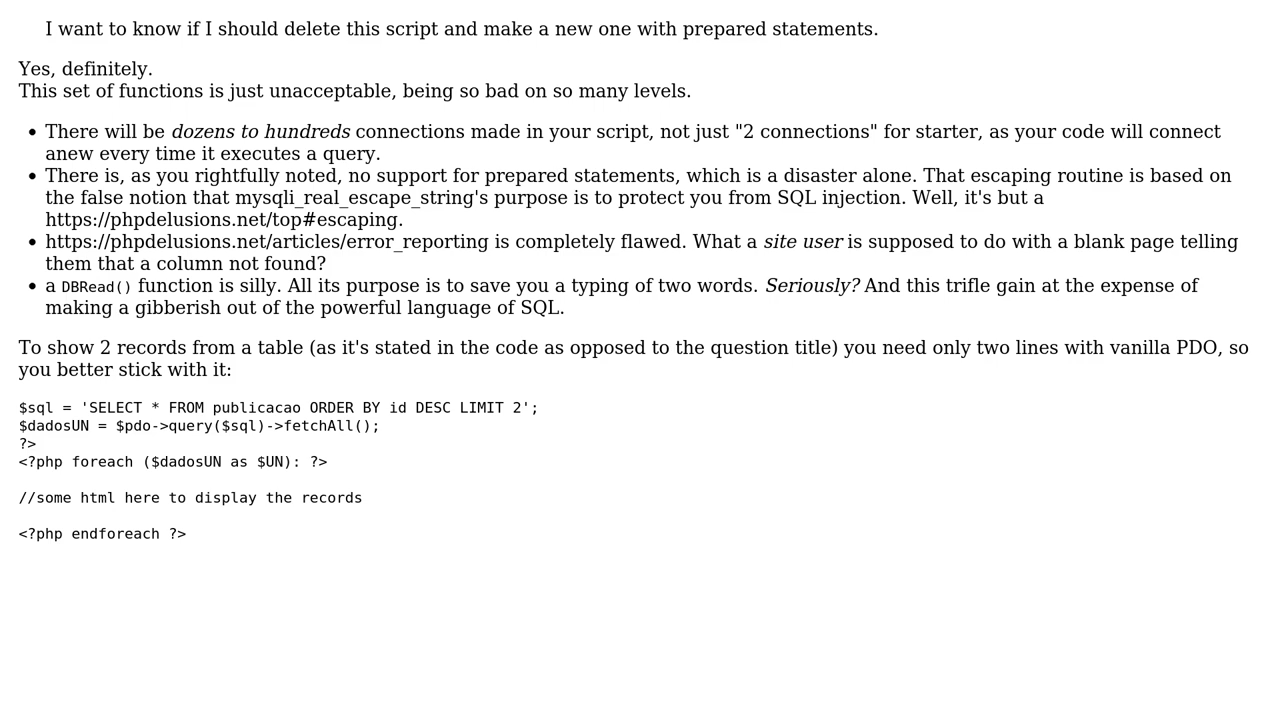 I want to know if I should delete this script and make a new one with prepared statements.
Yes, definitely.
This set of functions is just unacceptable, being so bad on so many levels.
• There will be dozens to hundreds connections made in your script, not just "2 connections" for starter, as your code will connect
anew every time it executes a query.
• There is, as you rightfully noted, no support for prepared statements, which is a disaster alone. That escaping routine is based on
the false notion that mysqli_real_escape_string's purpose is to protect you from SQL injection. Well, it's but a
https://phpdelusions.net/top#escaping.
• https://phpdelusions.net/articles/error_reporting is completely flawed. What a site user is supposed to do with a blank page telling
them that a column not found?
• a DBRead() function is silly. All its purpose is to save you a typing of two words. Seriously? And this trifle gain at the expense of
making a gibberish out of the powerful language of SQL.
To show 2 records from a table (as it's stated in the code as opposed to the question title) you need only two lines with vanilla PDO, so
you better stick with it:
$sql = 'SELECT * FROM publicacao ORDER BY id DESC LIMIT 2';
$dadosUN = $pdo->query($sql)->fetchAll();
?>
<?php foreach ($dadosUN as $UN): ?>
//some html here to display the records
<?php endforeach ?>